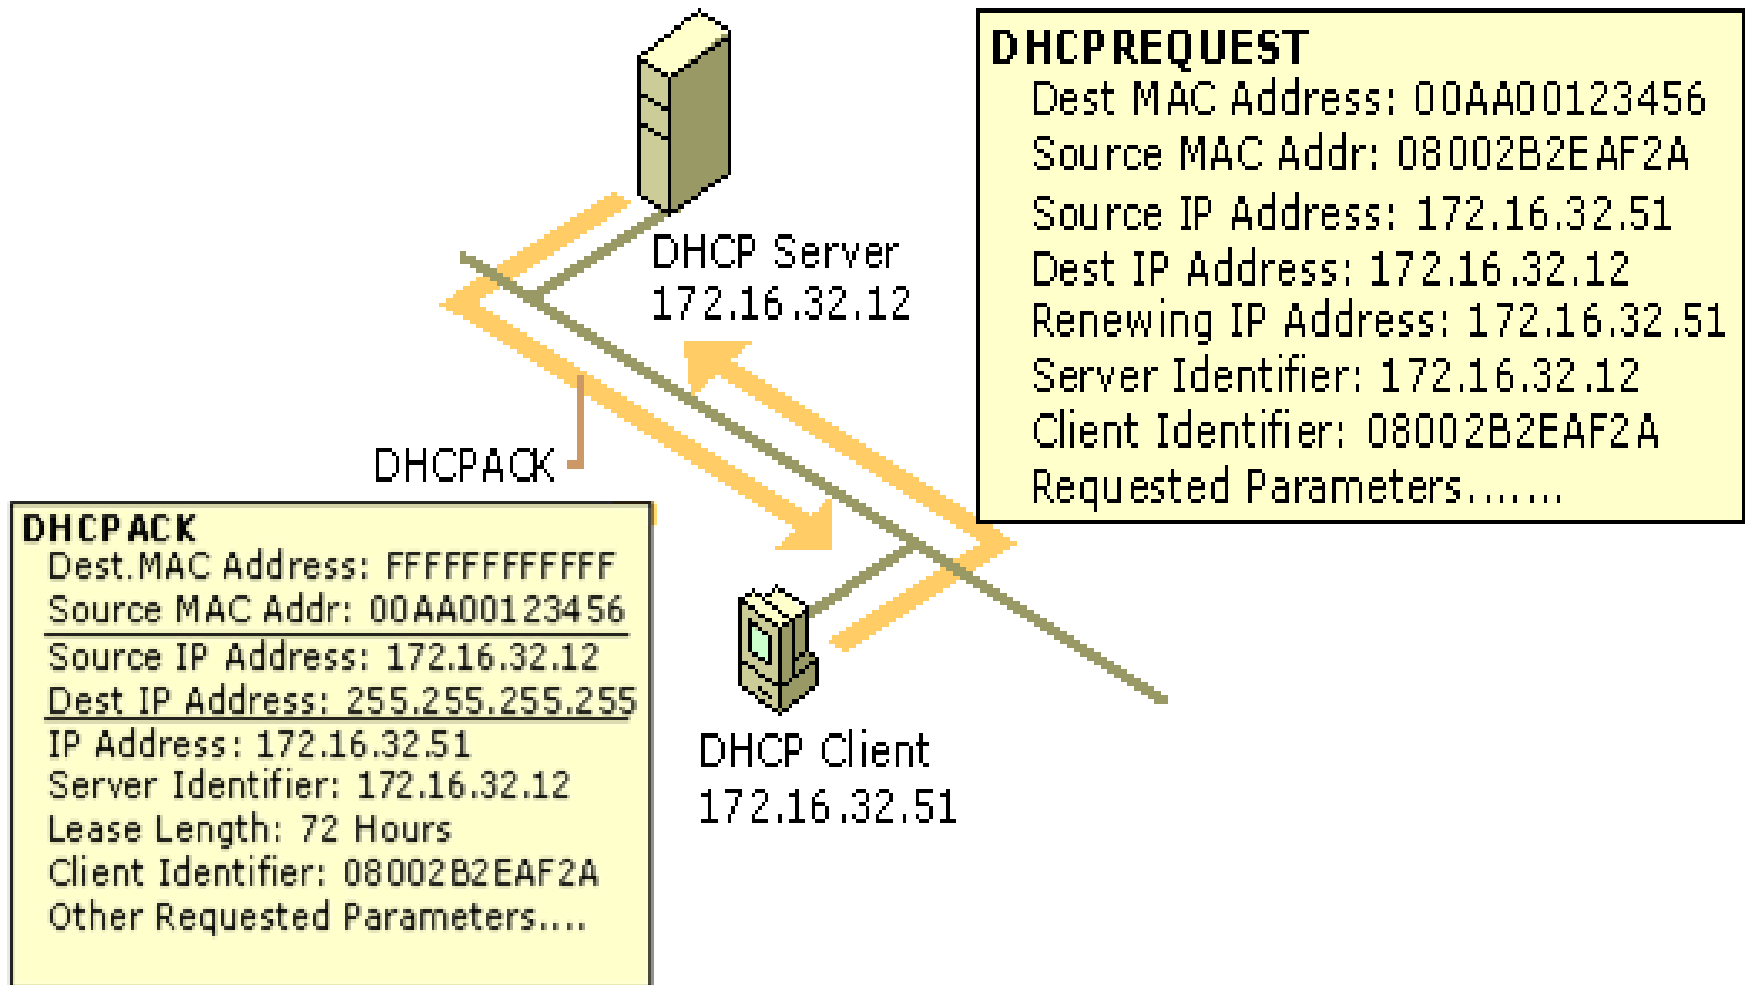 DHCPREQUEST
Dest MAC Address: 00AA00123456
Source MAC Addr: 08002B2EAF2A
Source IP Address: 172.16.32.51
Dest IP Address: 172.16.32.12
Renewing IP Address: 172.16.32.51
Server Identifier: 172.16.32.12
Client Identifier: 08002B2EAF2A
Requested Parameters.......
DHCP Server
172.16.32.12
DHCPACK
DHCPACK
Dest.MAC Address: FFFFFFFFFFFF
Source MAC Addr: 00AA00123456
Source IP Address: 172.16.32.12
Dest IP Address: 255.255.255.255
IP Address: 172.16.32.51
Server Identifier: 172.16.32.12
Lease Length: 72 Hours
Client Identifier: 08002B2EAF2A
Other Requested Parameters....
DHCP Client
172.16.32.51